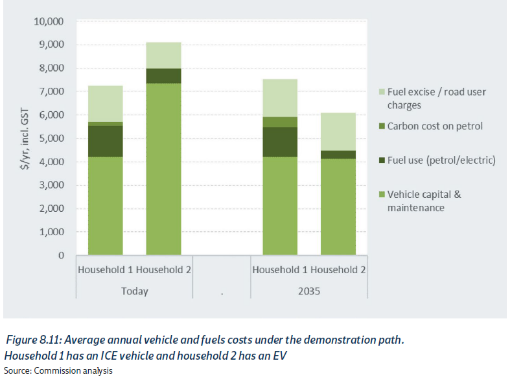 10,000
9,000
8,000
7,000
6,000
5,000
4,000
3,000
2,000
1,000
0
$/yr, incl. GST
Household 1 Household 2
Household 1 Household 2
Today
.
2035
Fuel excise / road user
charges
Carbon cost on petrol
Fuel use (petrol/electric)
Vehicle capital &
maintenance
Figure 8.11: Average annual vehicle and fuels costs under the demonstration path.
Household 1 has an ICE vehicle and household 2 has an EV
Source: Commission analysis